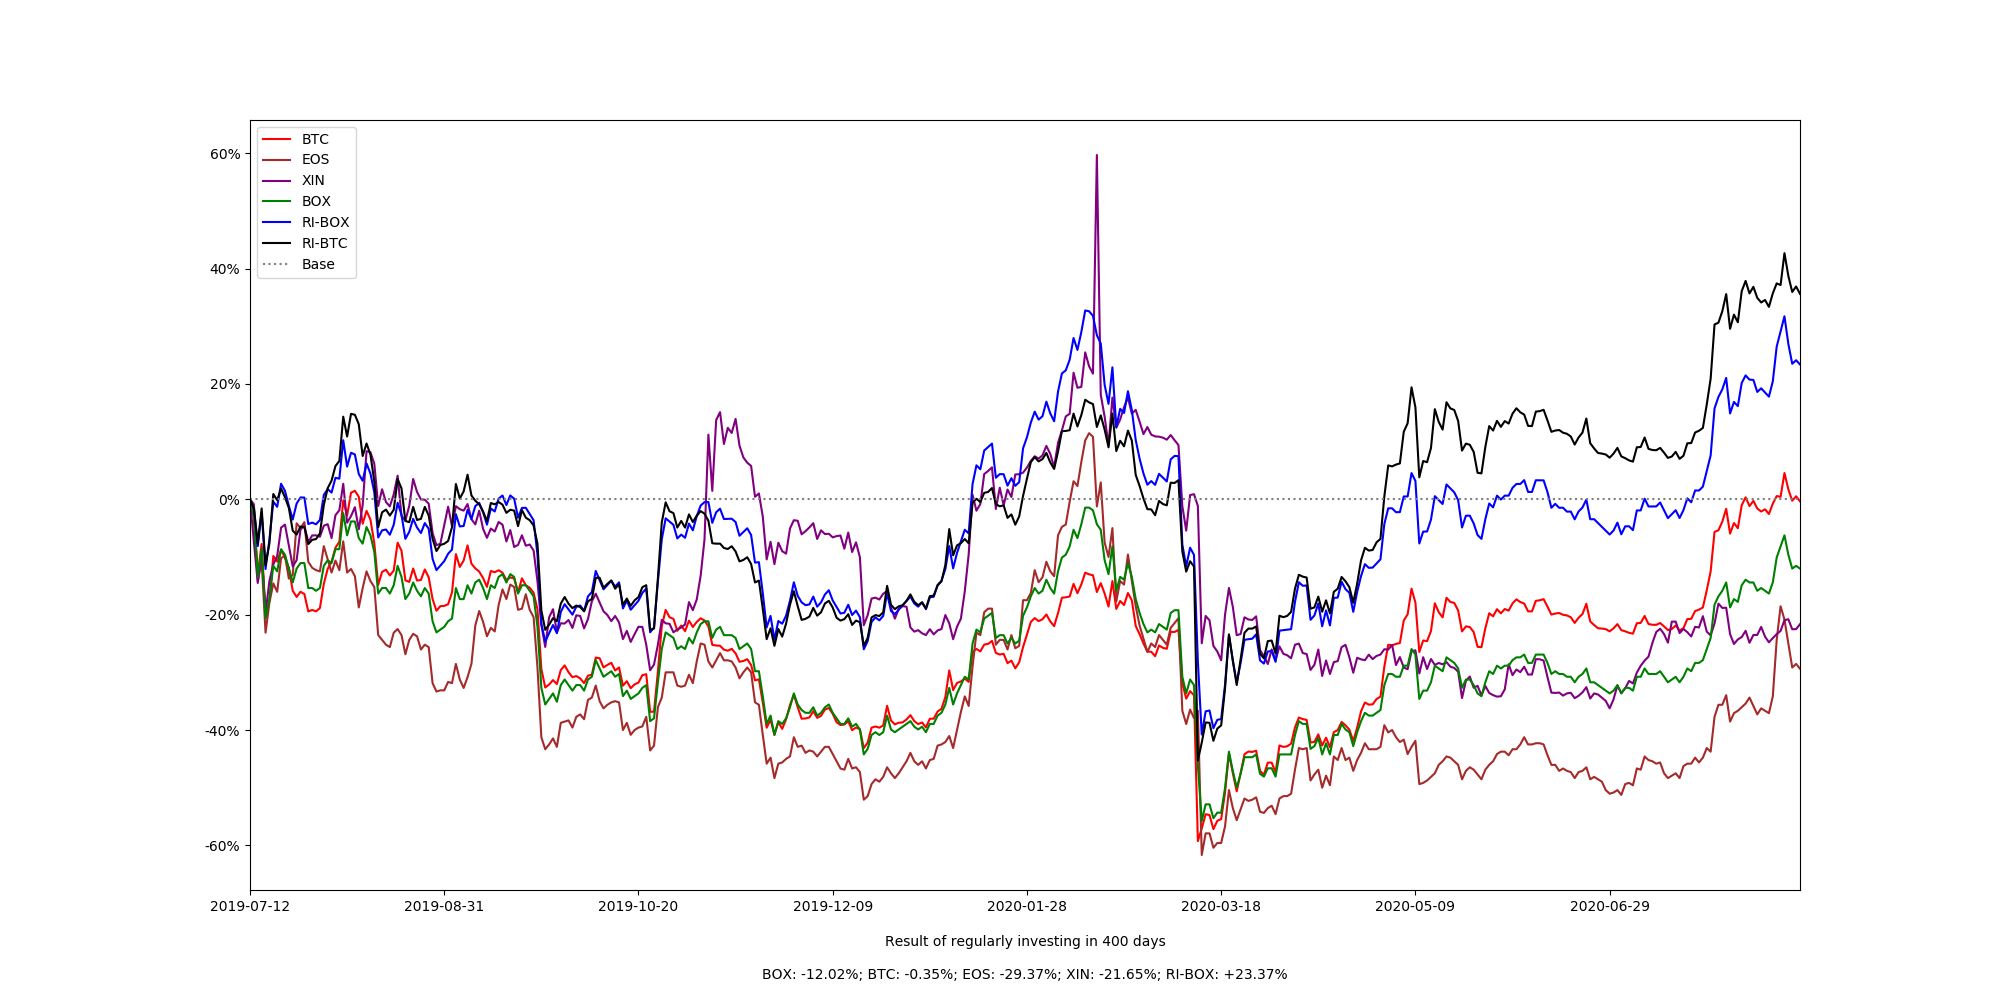 BTC
EOS
XIN
BOX
RI-BOX
RI-BTC
Base
60%
40%
20%
0%
-20%
-40%
-60%
2019-07-12 2019-08-31 2019-10-20 2019-12-09 2020-01-28 2020-03-18 2020-05-09 2020-06-29
Result of regularly investing in 400 days
BOX: -12.02%; BTC: -0.35%; EOS: -29.37%; XIN: -21.65%; RI-BOX: +23.37%